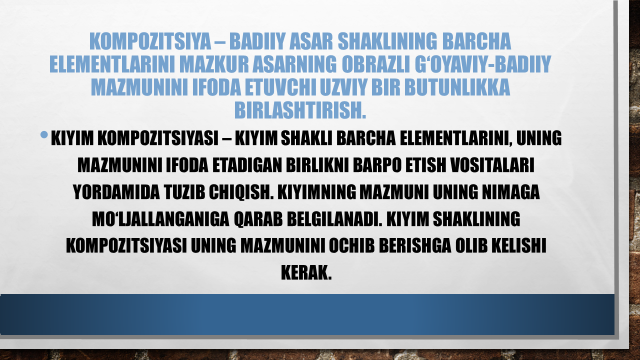 KOMPOZITSIYA – BADIIY ASAR SHAKLINING BARCHA
ELEMENTLARINI MAZKUR ASARNING OBRAZLI G‘OYAVIY-BADIIY
MAZMUNINI IFODA ETUVCHI UZVIY BIR BUTUNLIKKA
BIRLASHTIRISH.
• KIYIM KOMPOZITSIYASI – KIYIM SHAKLI BARCHA ELEMENTLARINI, UNING
MAZMUNINI IFODA ETADIGAN BIRLIKNI BARPO ETISH VOSITALARI
YORDAMIDA TUZIB CHIQISH. KIYIMNING MAZMUNI UNING NIMAGA
MO‘LJALLANGANIGA QARAB BELGILANADI. KIYIM SHAKLINING
KOMPOZITSIYASI UNING MAZMUNINI OCHIB BERISHGA OLIB KELISHI
KERAK.